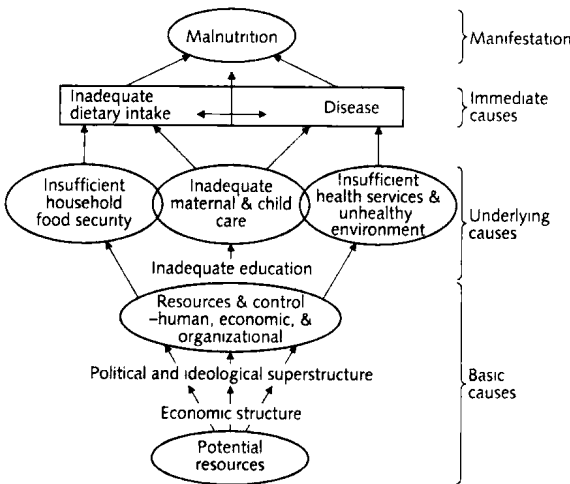 Malnutrition
Manifestation
Inadequate
dietary intake
Disease
Immediate
causes
Insufficient
household
food security
Inadequate
maternal & child
care
Insufficient
health services &
unhealthy
environment
Underlying
causes
Inadequate education
Resources & control
–human, economic, &
organizational
Political and ideological superstructure
Economic structure
Potential
resources
Basic
causes